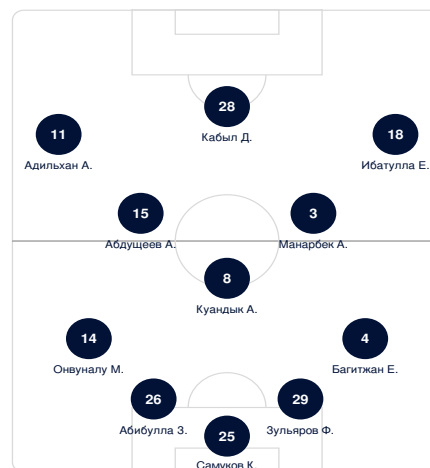 28
Кабыл Д.
11
Адильхан А.
18
Ибатулла Е.
15
Абдущеев А.
3
Манарбек А.
8
Куандык А.
14
Онвуналу М.
4
Багитжан Е.
26
Абибулла З.
29
Зульяров Ф.
25
Самуков К.